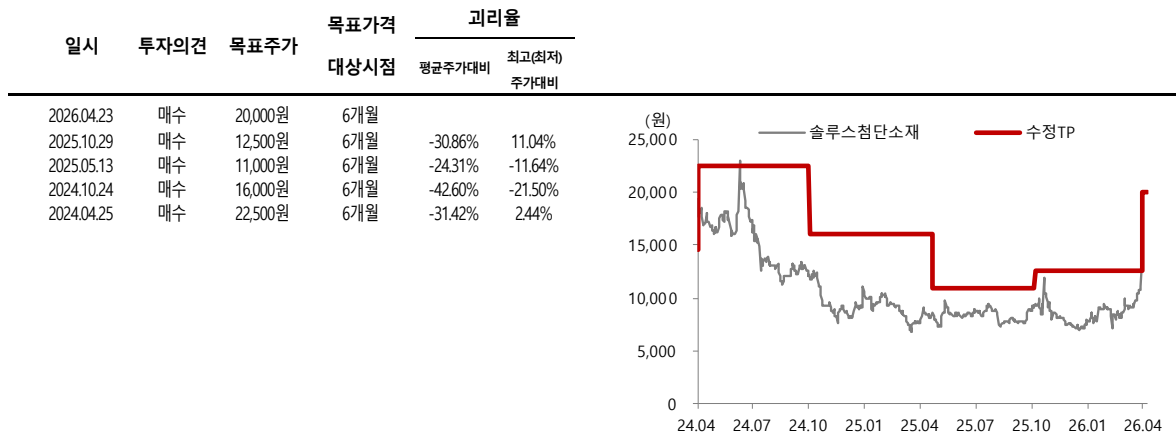 일시 투자의견 목표주가 목표가격 대상시점 괴리율
평균주가대비 최고(최저) 주가대비
2026.04.23 매수 20,000원 6개월
2025.10.29 매수 12,500원 6개월 -30.86% 11.04%
2025.05.13 매수 11,000원 6개월 -24.31% -11.64%
2024.10.24 매수 16,000원 6개월 -42.60% -21.50%
2024.04.25 매수 22,500원 6개월 -31.42% 2.44%
(원)
솔루스첨단소재 수정TP
25,000
20,000
15,000
10,000
5,000
0
24.04 24.07 24.10 25.01 25.04 25.07 25.10 26.01 26.04